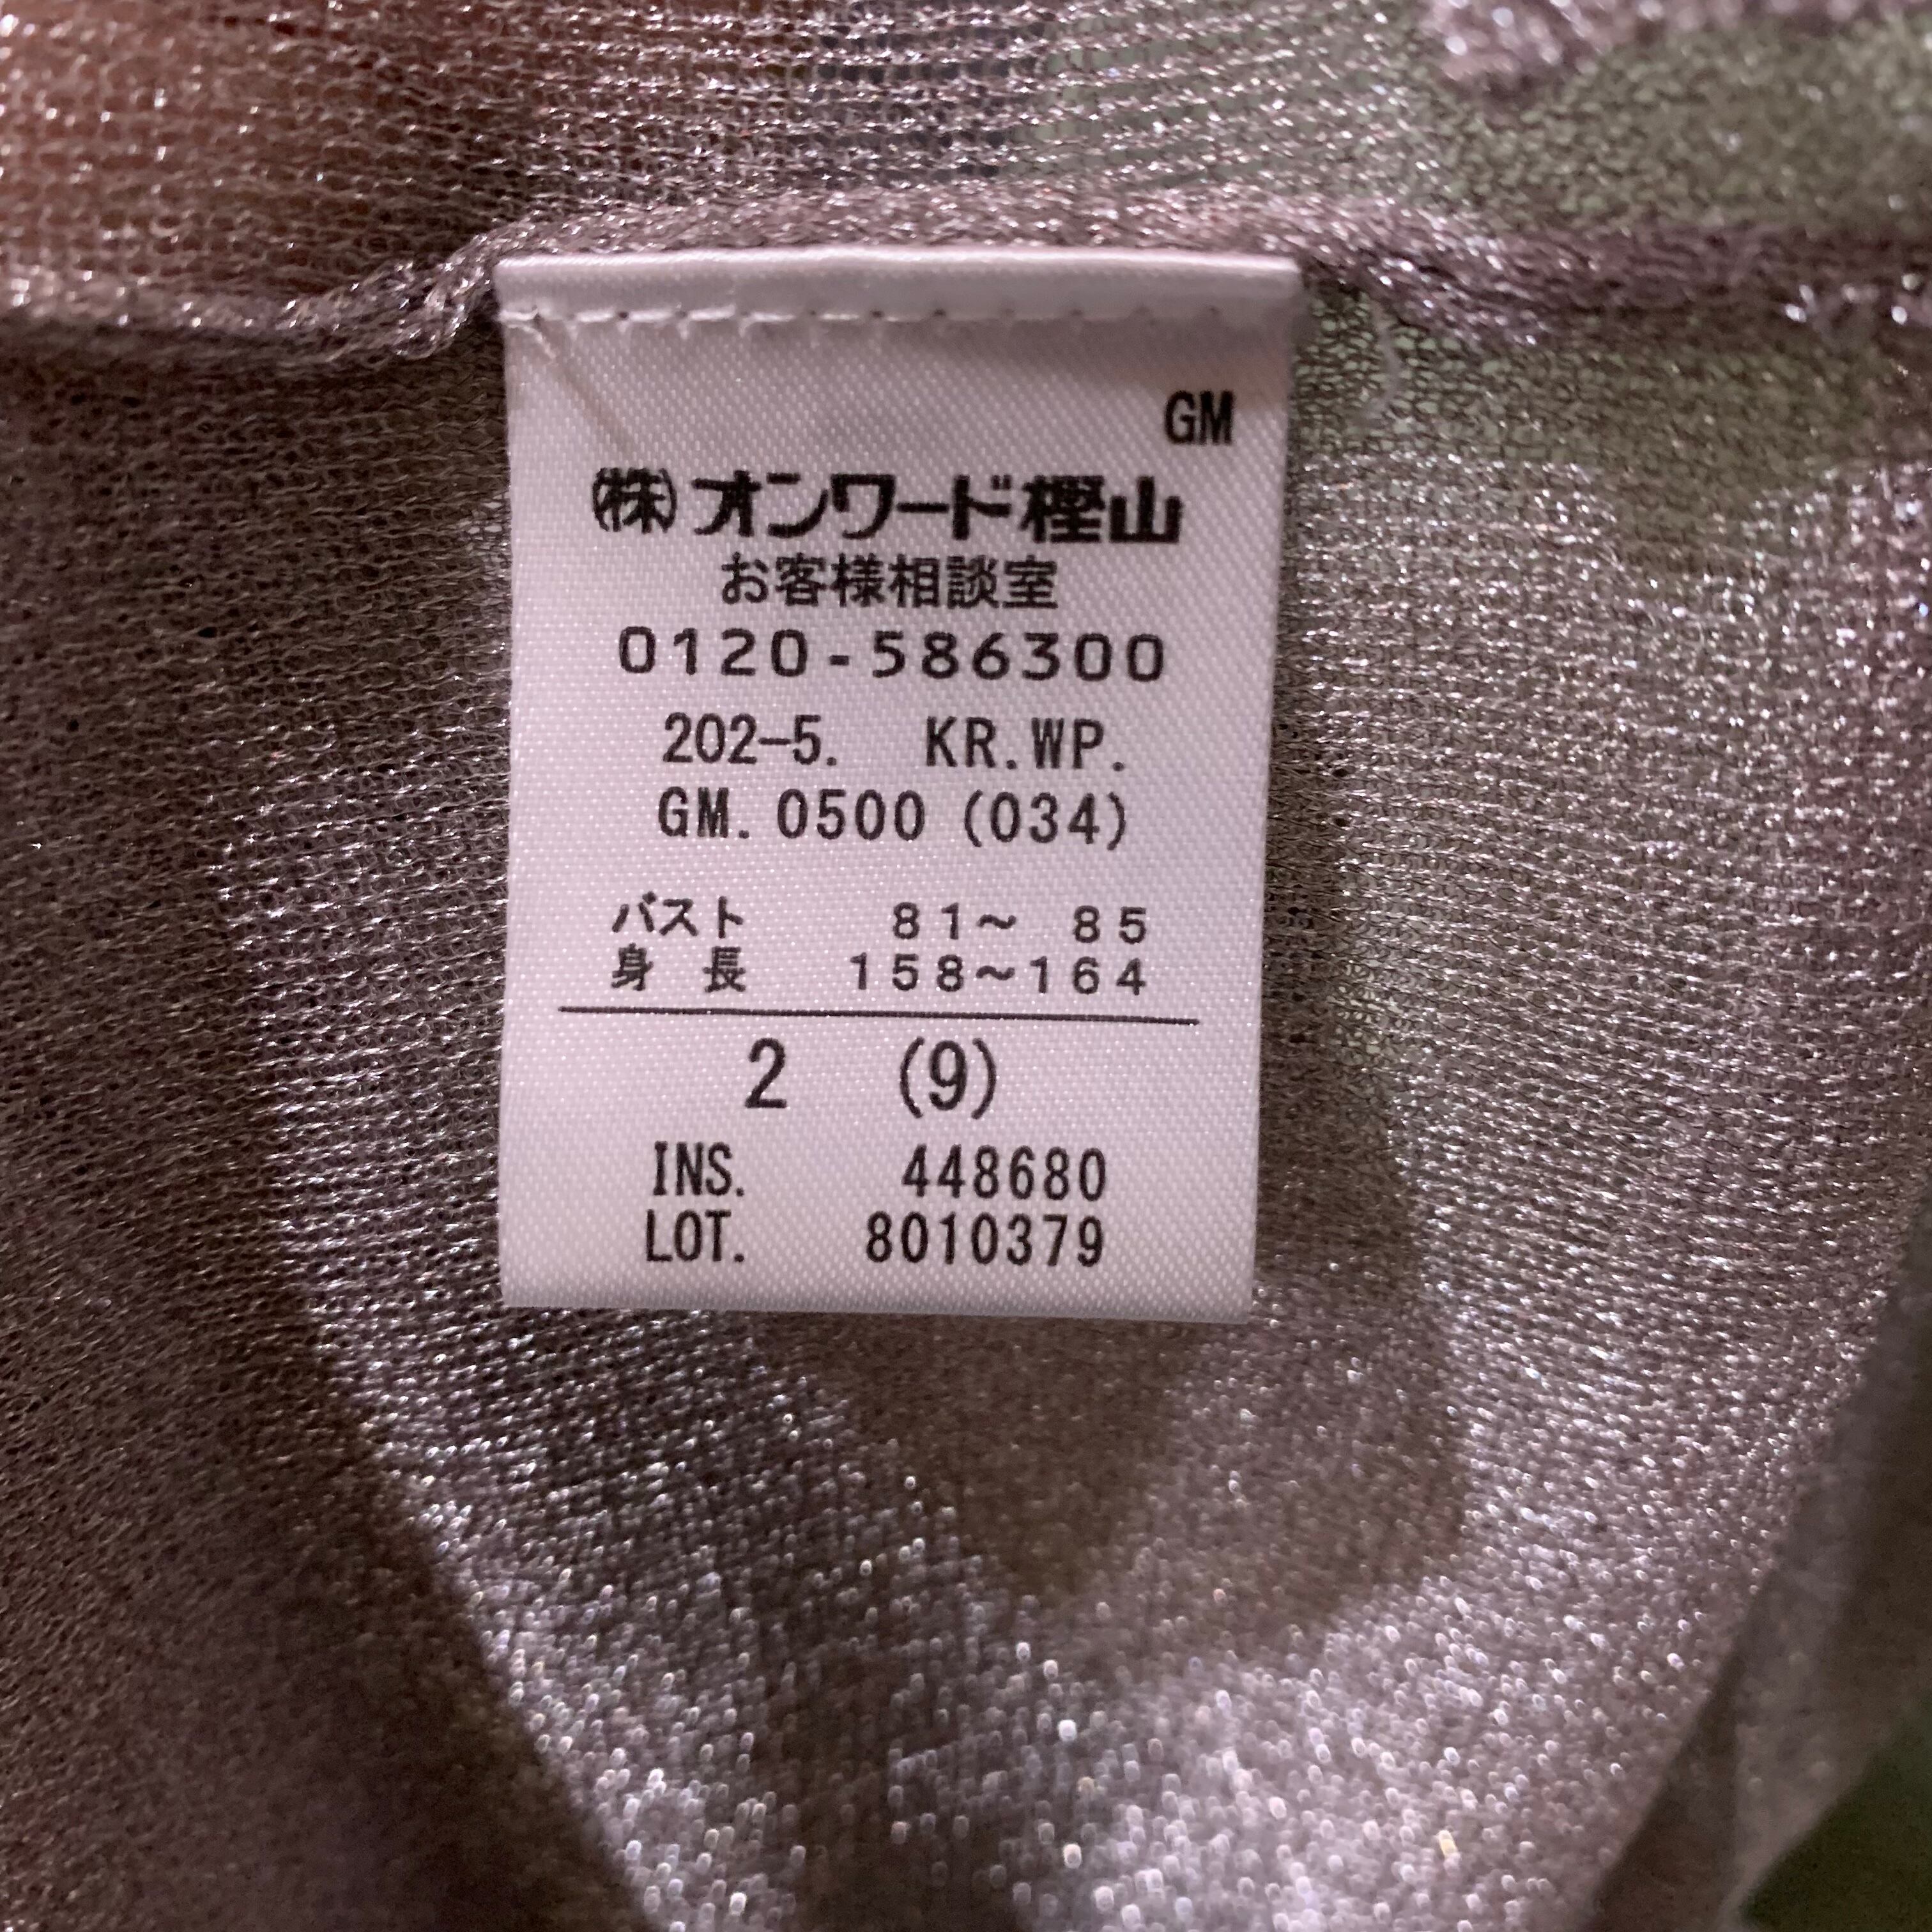 GM
㈱オンワード樫山
お客様相談室
0120-586300
202-5. KR.WP.
GM.0500(034)
バスト 81～ 85
身 長 158～164
2 (9)
INS. 448680
LOT. 8010379